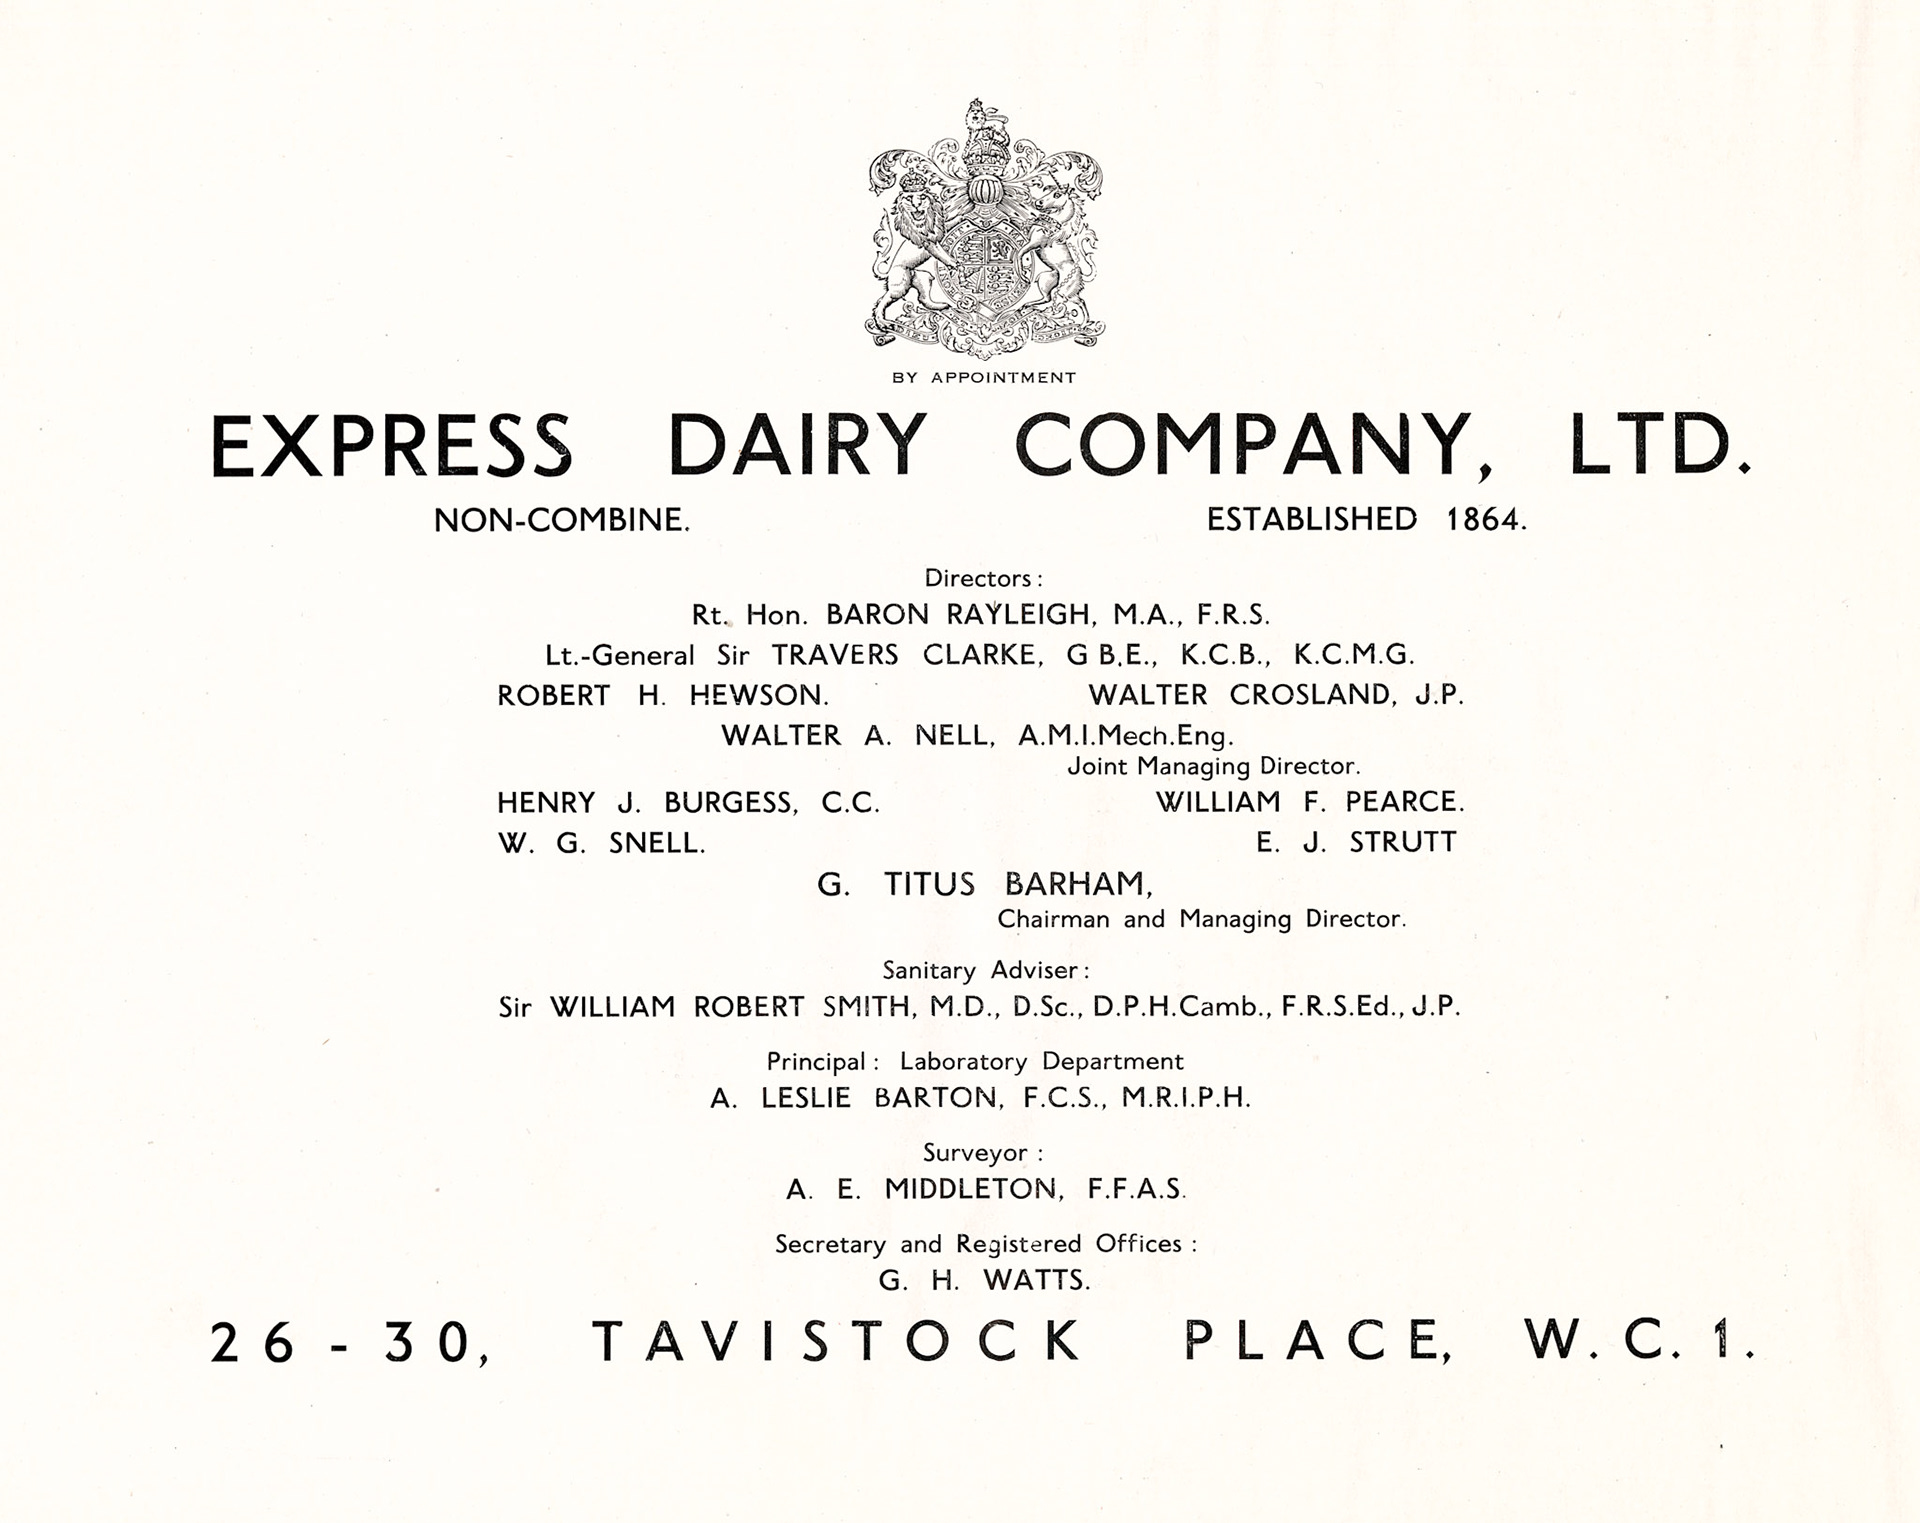 BY APPOINTMENT
EXPRESS DAIRY COMPANY, LTD.
NON-COMBINE. ESTABLISHED 1864.
Directors:
Rt. Hon. BARON RAYLEIGH, M.A., F.R.S.
Lt.-General Sir TRAVERS CLARKE, G B.E., K.C.B., K.C.M.G.
ROBERT H. HEWSON. WALTER CROSLAND, J.P.
WALTER A. NELL, A.M.I.Mech.Eng.
Joint Managing Director.
HENRY J. BURGESS, C.C. WILLIAM F. PEARCE.
W. G. SNELL. E. J. STRUTT
G. TITUS BARHAM,
Chairman and Managing Director.
Sanitary Adviser:
Sir WILLIAM ROBERT SMITH, M.D., D.Sc., D.P.H.Camb., F.R.S.Ed., J.P.
Principal: Laboratory Department
A. LESLIE BARTON, F.C.S., M.R.I.P.H.
Surveyor:
A. E. MIDDLETON, F.F.A.S.
Secretary and Registered Offices:
G. H. WATTS.
26-30, TAVISTOCK PLACE, W.C.1.